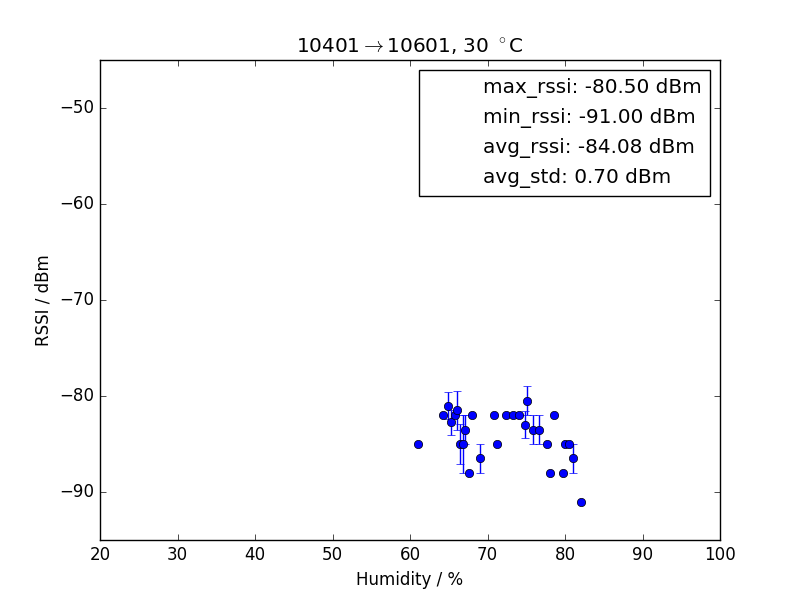 10401→10601, 30 °C
max_rssi: -80.50 dBm
min_rssi: -91.00 dBm
avg_rssi: -84.08 dBm
avg_std: 0.70 dBm
−50
−60
−70
−80
−90
RSSI / dBm
20 30 40 50 60 70 80 90 100
Humidity / %